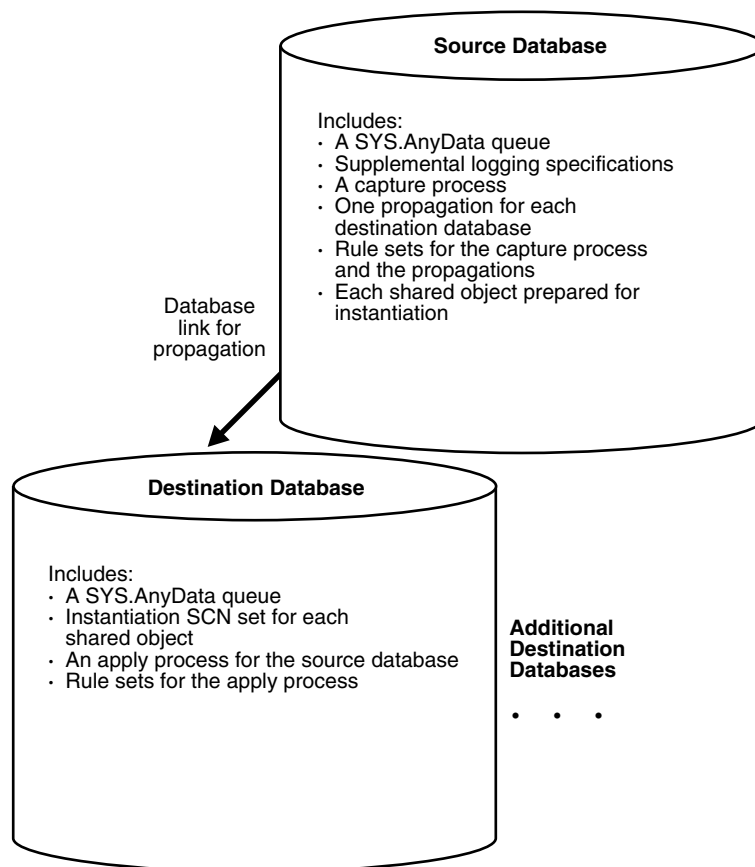 Source Database
Includes:
· A SYS.AnyData queue
· Supplemental logging specifications
· A capture process
· One propagation for each
destination database
· Rule sets for the capture process
and the propagations
· Each shared object prepared for
instantiation
Database
link for
propagation
Destination Database
Includes:
· A SYS.AnyData queue
· Instantiation SCN set for each
shared object
· An apply process for the source database
· Rule sets for the apply process
Additional
Destination
Databases
. . .